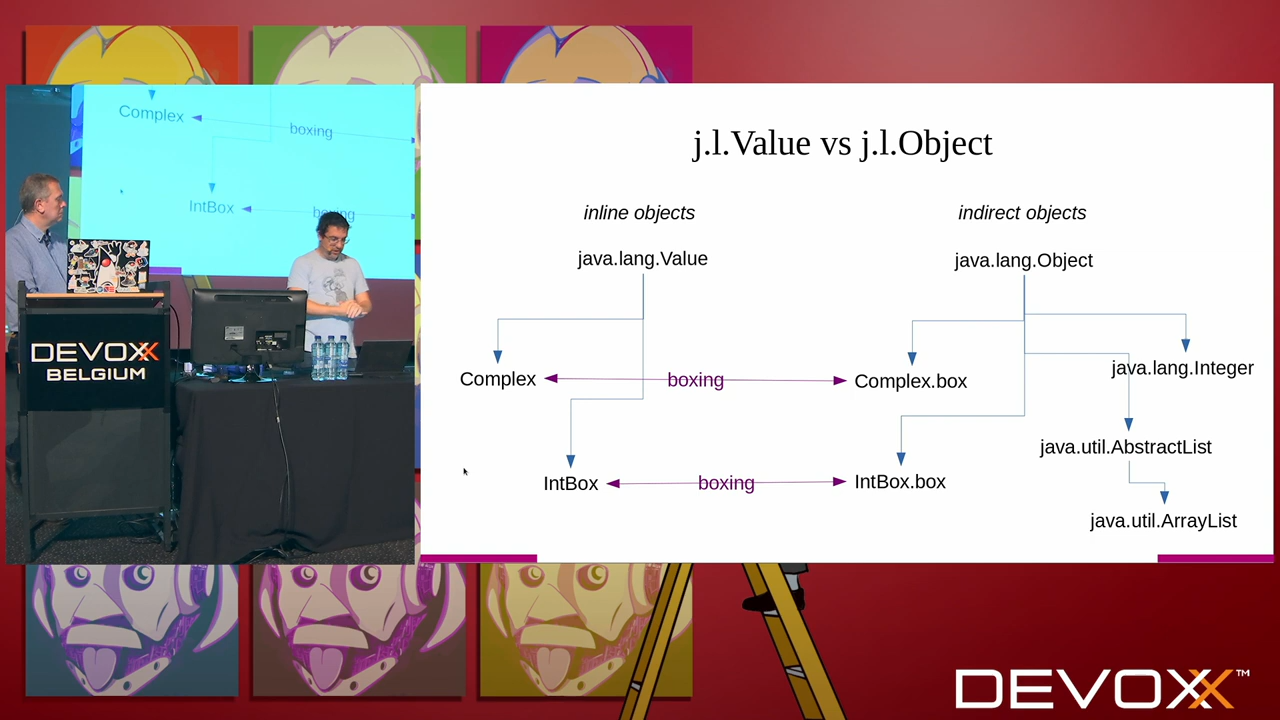 Complex
boxing
IntBox
boxing
DEVOXX
BELGIUM
j.l.Value vs j.l.Object
inline objects
indirect objects
java.lang.Value
java.lang.Object
java.lang.Integer
Complex
boxing
Complex.box
java.util.AbstractList
IntBox
boxing
IntBox.box
java.util.ArrayList
DEVOXX™